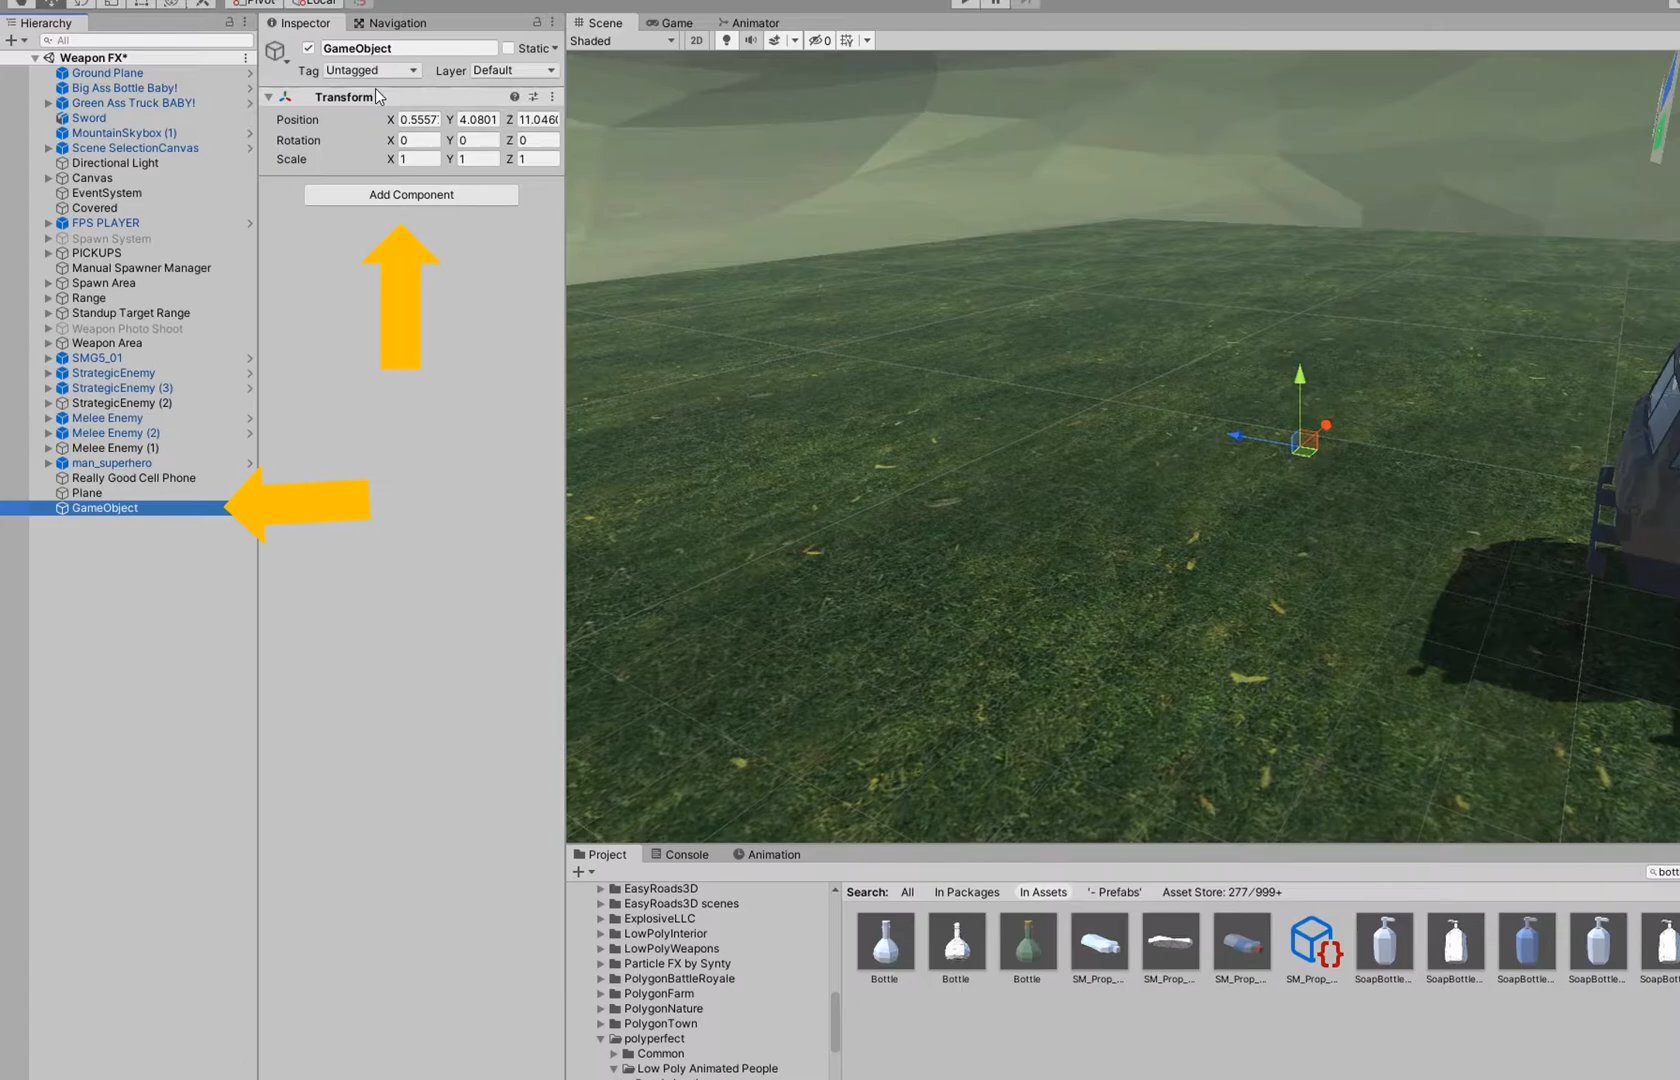 Pivot Local
Hierarchy
All
Weapon FX*
Ground Plane
Big Ass Bottle Baby!
Green Ass Truck BABY!
Sword
MountainSkybox (1)
Scene SelectionCanvas
Directional Light
Canvas
EventSystem
Covered
FPS PLAYER
Spawn System
PICKUPS
Manual Spawner Manager
Spawn Area
Range
Standup Target Range
Weapon Photo Shoot
Weapon Area
SMG5_01
StrategicEnemy
StrategicEnemy (3)
StrategicEnemy (2)
Melee Enemy
Melee Enemy (2)
Melee Enemy (1)
man_superhero
Really Good Cell Phone
Plane
GameObject
Inspector Navigation
GameObject Static
Tag Untagged Layer Default
Transform
Position X 0.5557 Y 4.0801 Z 11.046
Rotation X 0 Y 0 Z 0
Scale X 1 Y 1 Z 1
Add Component
Scene Game Animator
Shaded 2D 0
Project Console Animation
bott
EasyRoads3D
EasyRoads3D scenes
ExplosiveLLC
LowPolyInterior
LowPolyWeapons
Particle FX by Synty
PolygonBattleRoyale
PolygonFarm
PolygonNature
PolygonTown
polyperfect
Common
Low Poly Animated People
Search: All In Packages In Assets '- Prefabs' Asset Store: 277/999+
Bottle Bottle Bottle SM_Prop_... SM_Prop_... SM_Prop_... SM_Prop_... SoapBottle... SoapBottle... SoapBottle... SoapBottle... SoapBott